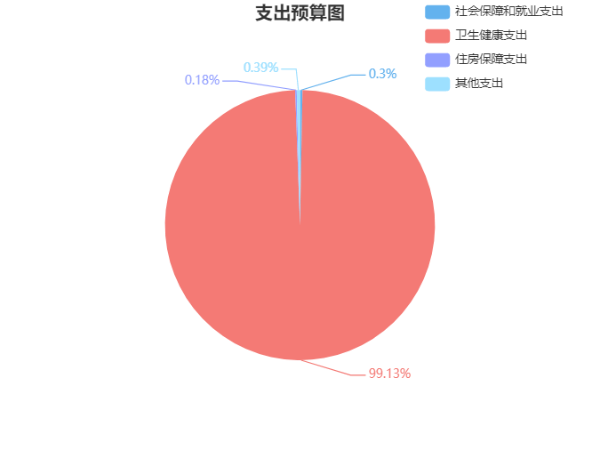 支出预算图
社会保障和就业支出
卫生健康支出
住房保障支出
其他支出
0.39%
0.3%
0.18%
99.13%